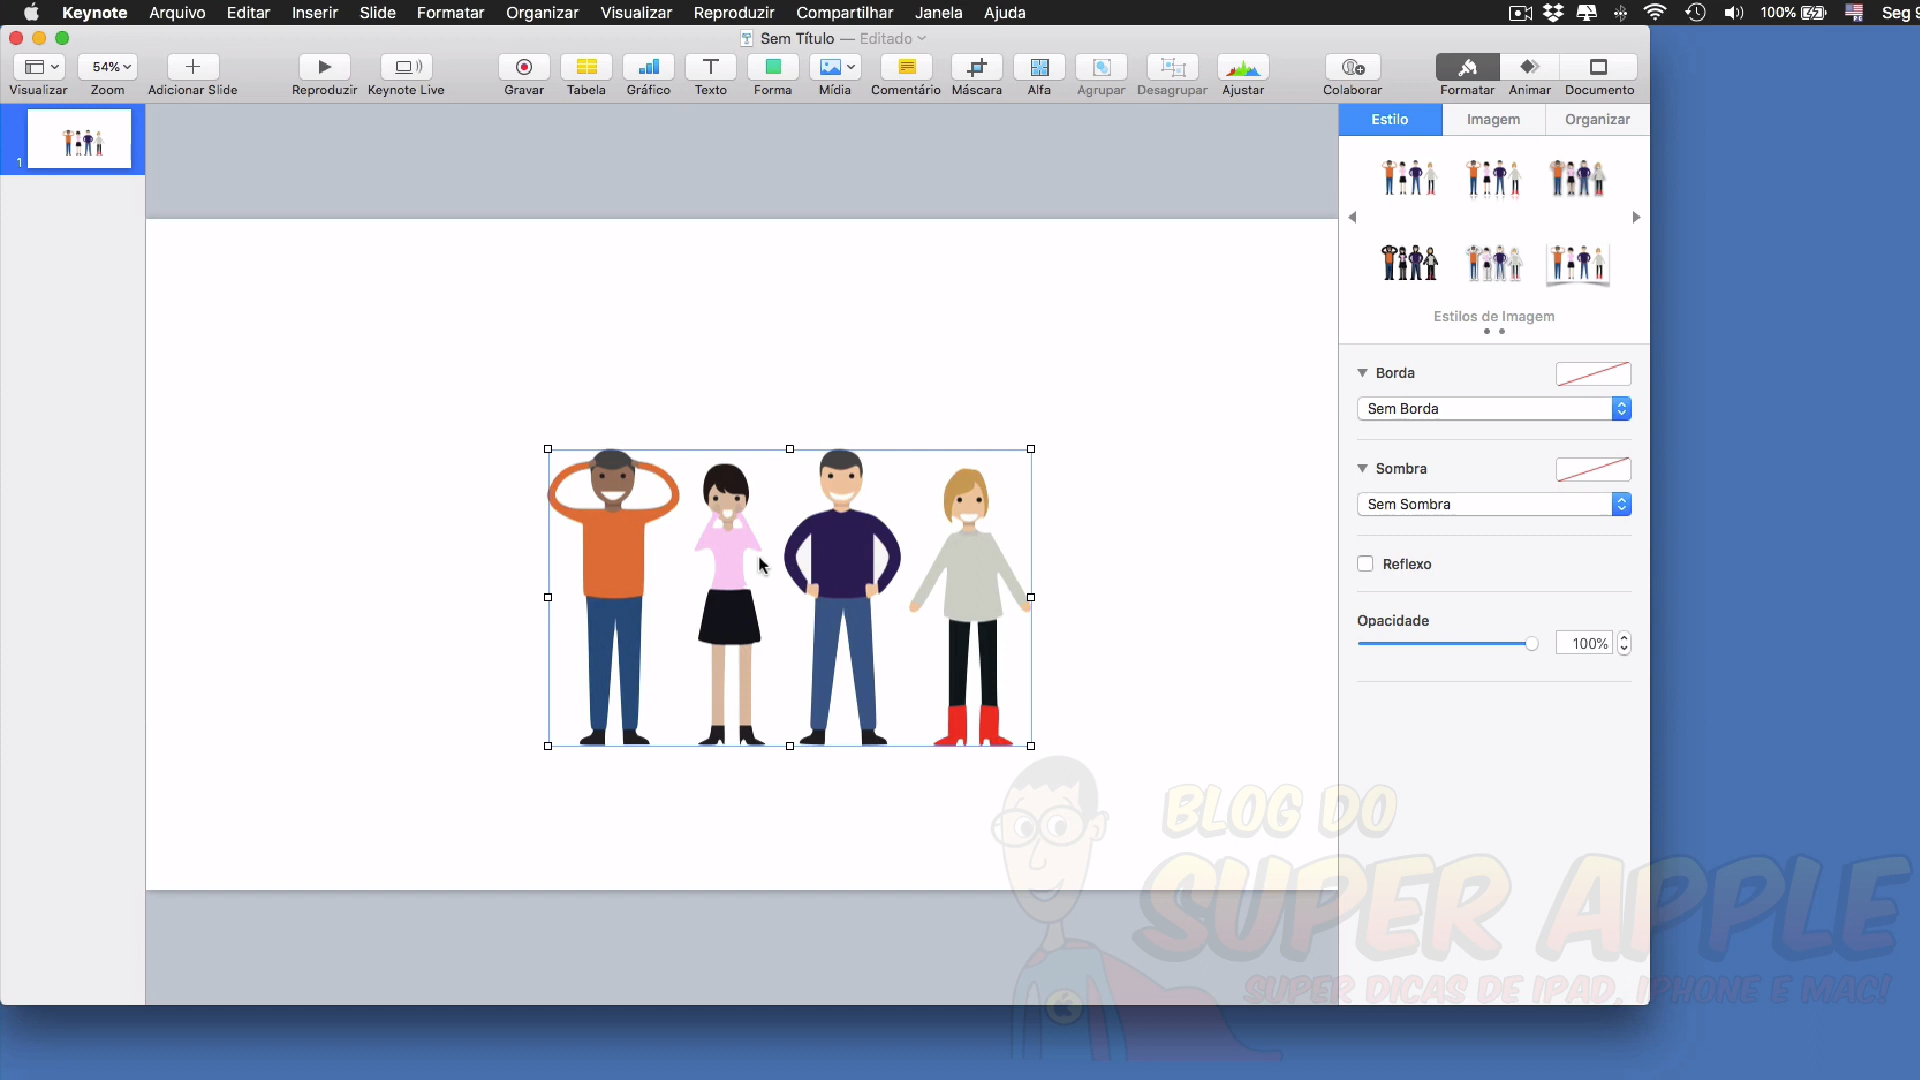 Keynote Arquivo Editar Inserir Slide Formatar Organizar Visualizar Reproduzir Compartilhar Janela Ajuda 100% Seg 9
Sem Título — Editado
54%
Visualizar Zoom Adicionar Slide Reproduzir Keynote Live Gravar Tabela Gráfico Texto Forma Mídia Comentário Máscara Alfa Agrupar Desagrupar Ajustar Colaborar Formatar Animar Documento
Estilo Imagem Organizar
1
Estilos de Imagem
Borda
Sem Borda
Sombra
Sem Sombra
Reflexo
Opacidade
100%
BLOG DO
SUPER APPLE
SUPER DICAS DE IPAD, IPHONE E MAC!